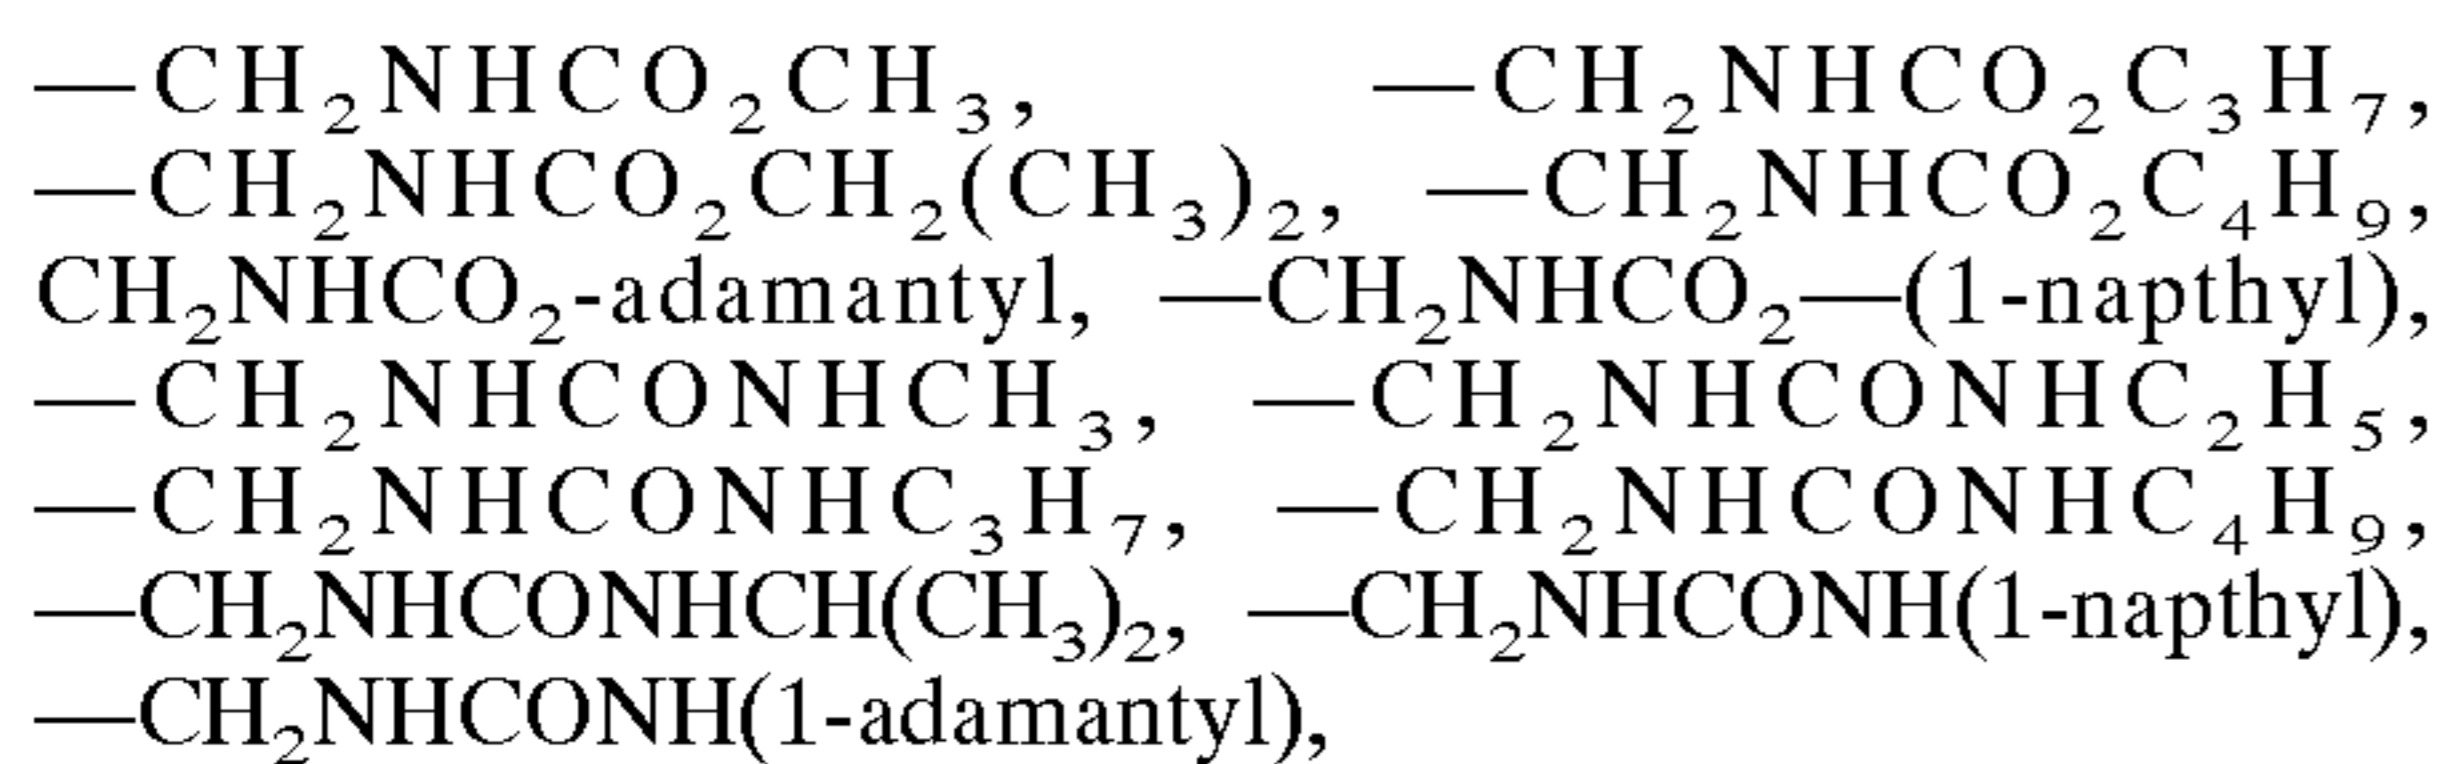 —CH₂NHCO₂CH₃, —CH₂NHCO₂C₃H₇,
—CH₂NHCO₂CH₂(CH₃)₂, —CH₂NHCO₂C₄H₉,
CH₂NHCO₂-adamantyl, —CH₂NHCO₂—(1-napthyl),
—CH₂NHCONHCH₃, —CH₂NHCONHC₂H₅,
—CH₂NHCONHC₃H₇, —CH₂NHCONHC₄H₉,
—CH₂NHCONHCH(CH₃)₂, —CH₂NHCONH(1-napthyl),
—CH₂NHCONH(1-adamantyl),